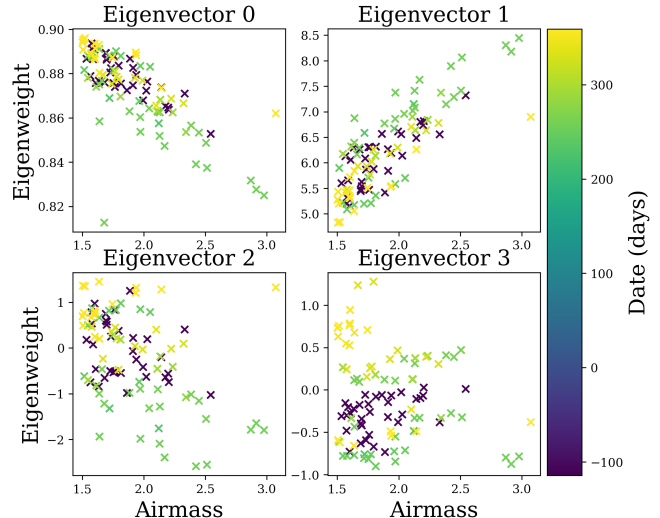 Eigenvector 0
Eigenvector 1
0.90
0.88
0.86
0.84
0.82
Eigenweight
8.5
8.0
7.5
7.0
6.5
6.0
5.5
5.0
1.5 2.0 2.5 3.0
1.5 2.0 2.5 3.0
Eigenvector 2
Eigenvector 3
1
0
−1
−2
Eigenweight
1.0
0.5
0.0
−0.5
−1.0
1.5 2.0 2.5 3.0
1.5 2.0 2.5 3.0
Airmass
Airmass
300
200
100
0
−100
Date (days)